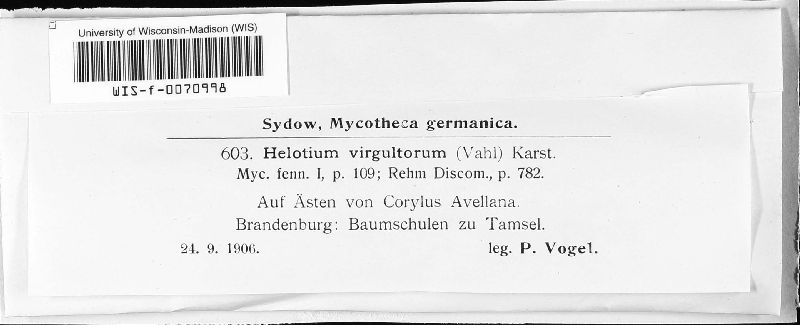 University of Wisconsin-Madison (WIS)
WIS-f-0070998
Sydow, Mycotheca germanica.
603. Helotium virgultorum (Vahl) Karst.
Myc. fenn. I, p. 109; Rehm Discom., p. 782.
Auf Ästen von Corylus Avellana.
Brandenburg: Baumschulen zu Tamsel.
24. 9. 1906. leg. P. Vogel.